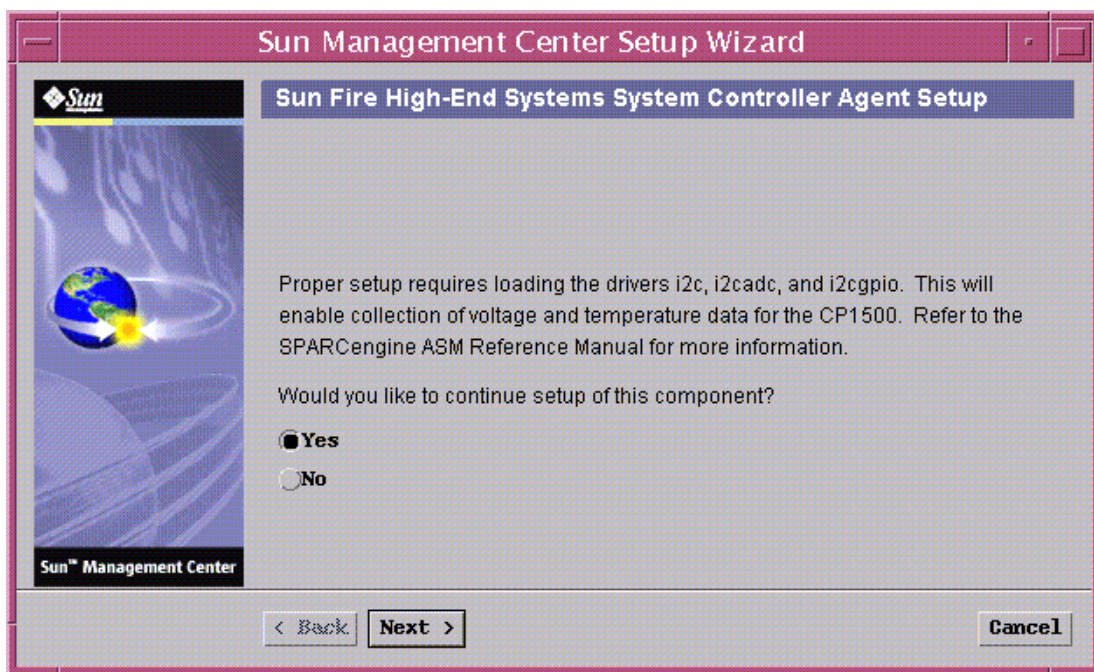 Sun Management Center Setup Wizard
Sun
Sun Fire High-End Systems System Controller Agent Setup
Proper setup requires loading the drivers i2c, i2cadc, and i2cgpio. This will
enable collection of voltage and temperature data for the CP1500. Refer to the
SPARCengine ASM Reference Manual for more information.
Would you like to continue setup of this component?
Yes
No
Sun™ Management Center
< Back
Next >
Cancel